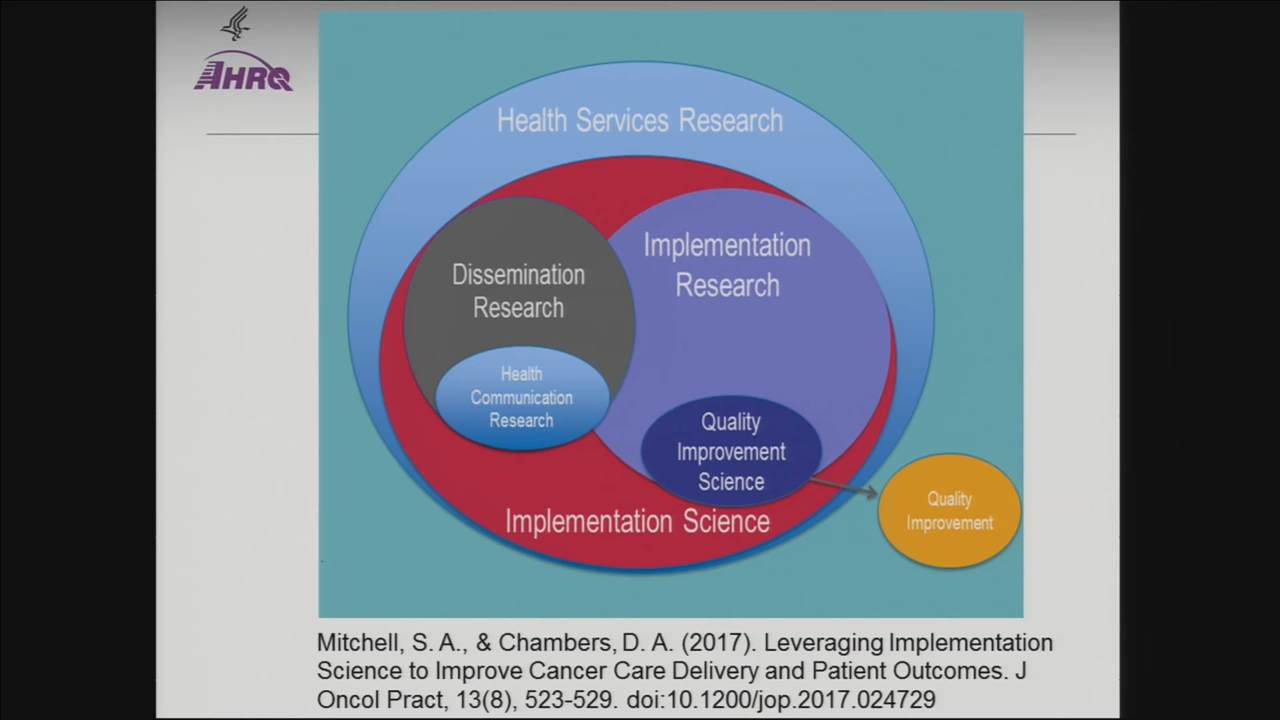 AHRQ
Health Services Research
Implementation
Research
Dissemination
Research
Health
Communication
Research
Quality
Improvement
Science
Implementation Science
Quality
Improvement
Mitchell, S. A., & Chambers, D. A. (2017). Leveraging Implementation
Science to Improve Cancer Care Delivery and Patient Outcomes. J
Oncol Pract, 13(8), 523-529. doi:10.1200/jop.2017.024729